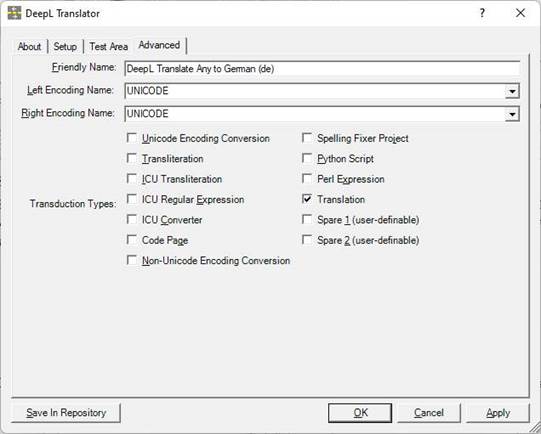 DeepL Translator
?
About Setup Test Area Advanced
Friendly Name: DeepL Translate Any to German (de)
Left Encoding Name: UNICODE
Right Encoding Name: UNICODE
Unicode Encoding Conversion Spelling Fixer Project
Transliteration Python Script
ICU Transliteration Perl Expression
Transduction Types: ICU Regular Expression Translation
ICU Converter Spare 1 (user-definable)
Code Page Spare 2 (user-definable)
Non-Unicode Encoding Conversion
Save In Repository OK Cancel Apply